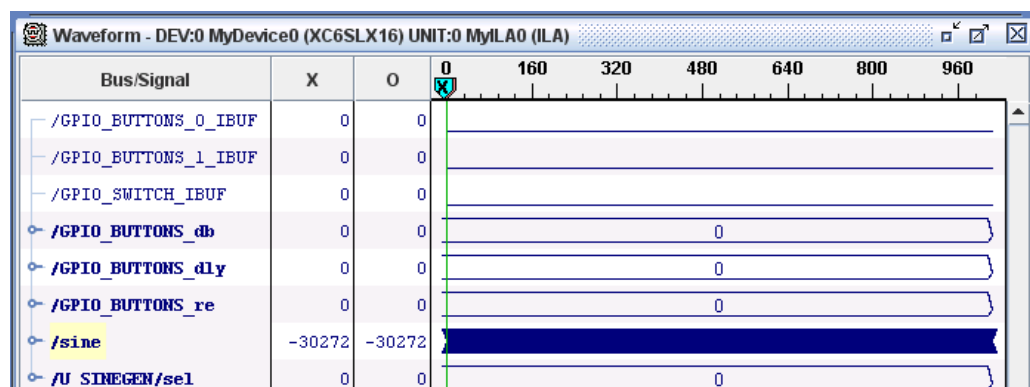 Waveform - DEV:0 MyDevice0 (XC6SLX16) UNIT:0 MyILA0 (ILA)
Bus/Signal X O 0 160 320 480 640 800 960
X
/GPIO_BUTTONS_0_IBUF 0 0
/GPIO_BUTTONS_1_IBUF 0 0
/GPIO_SWITCH_IBUF 0 0
/GPIO_BUTTONS_db 0 0 0
/GPIO_BUTTONS_dly 0 0 0
/GPIO_BUTTONS_re 0 0 0
/sine -30272 -30272
/U_SINEGEN/sel 0 0 0